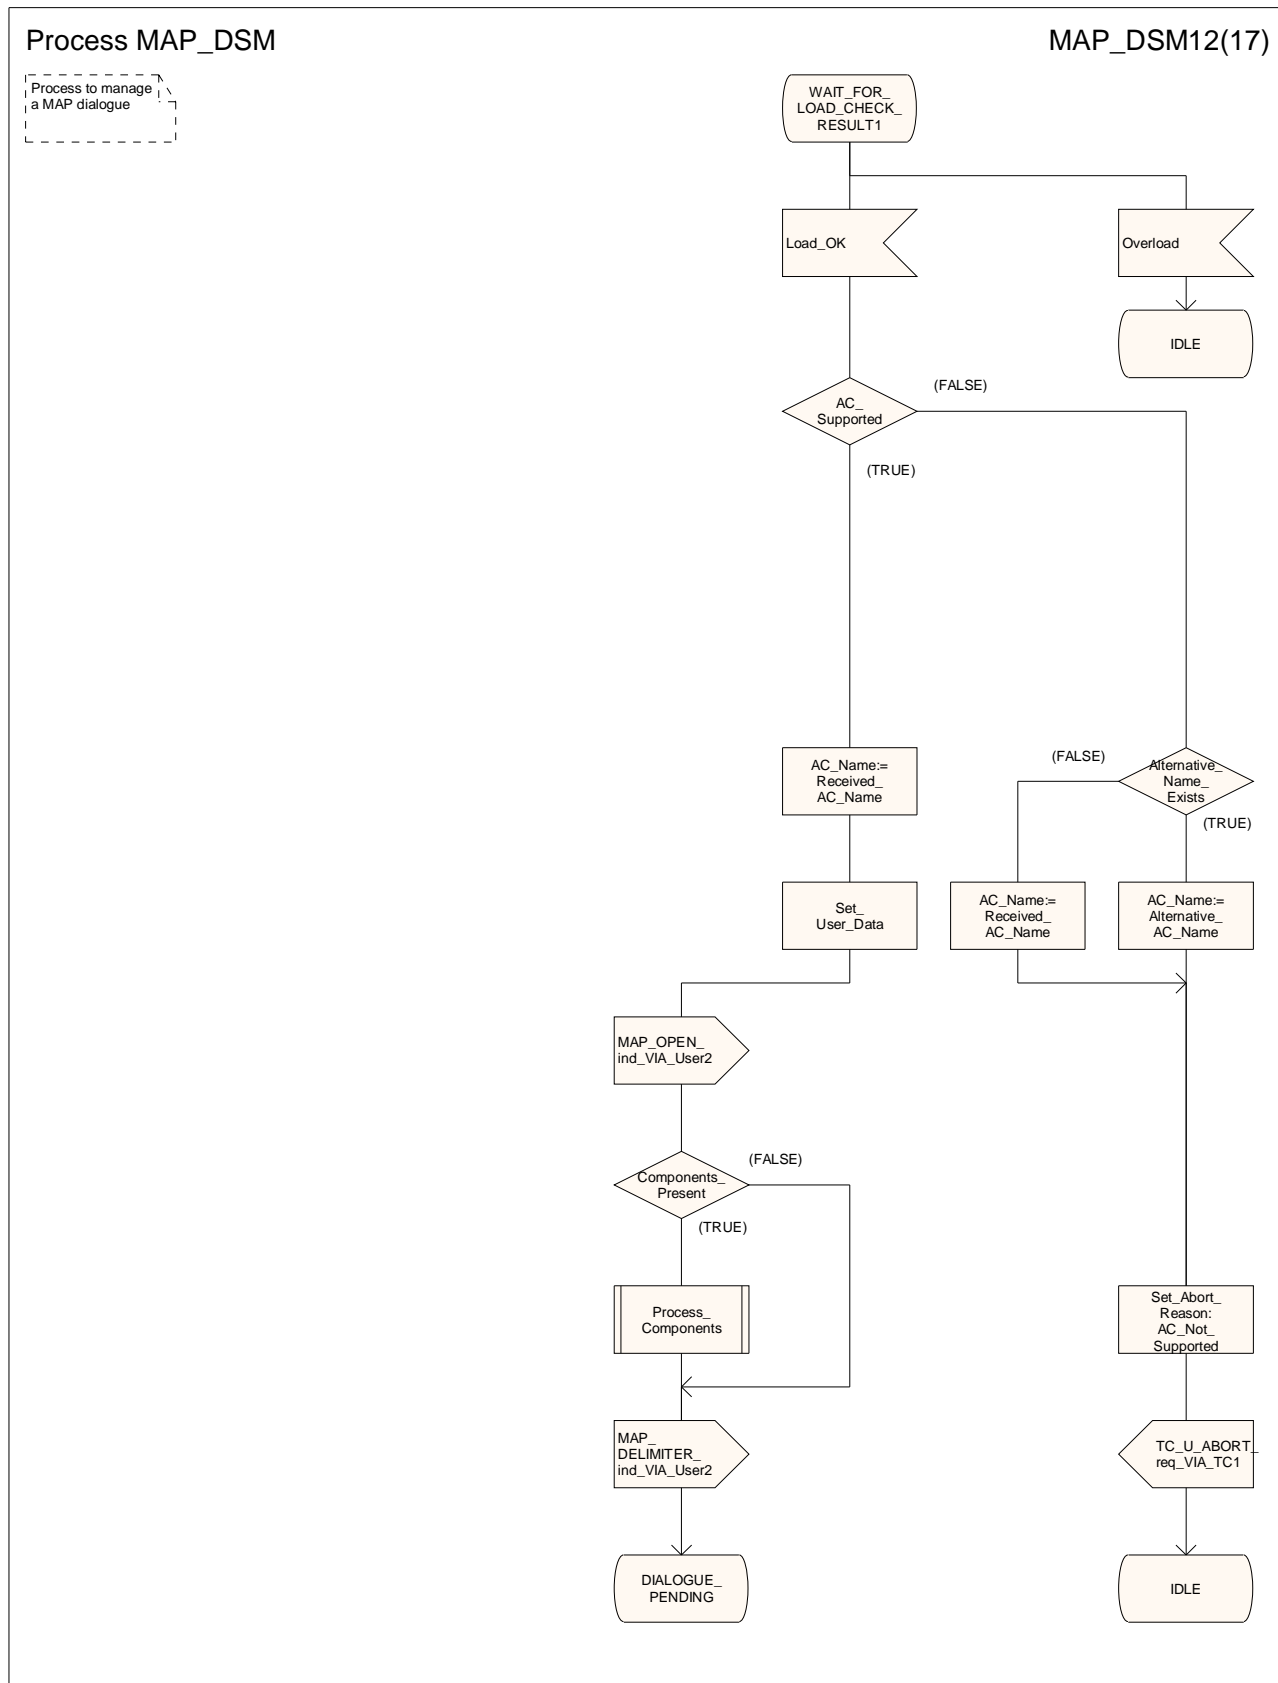 Process MAP_DSM
MAP_DSM12(17)
Process to manage
a MAP dialogue
WAIT_FOR_
LOAD_CHECK_
RESULT1
Load_OK
Overload
IDLE
AC_
Supported
(FALSE)
(TRUE)
AC_Name:=
Received_
AC_Name
(FALSE)
Alternative_
Name_
Exists
(TRUE)
Set_
User_Data
AC_Name:=
Received_
AC_Name
AC_Name:=
Alternative_
AC_Name
MAP_OPEN_
ind_VIA_User2
Components_
Present
(FALSE)
(TRUE)
Process_
Components
Set_Abort_
Reason:
AC_Not_
Supported
MAP_
DELIMITER_
ind_VIA_User2
TC_U_ABORT_
req_VIA_TC1
DIALOGUE_
PENDING
IDLE